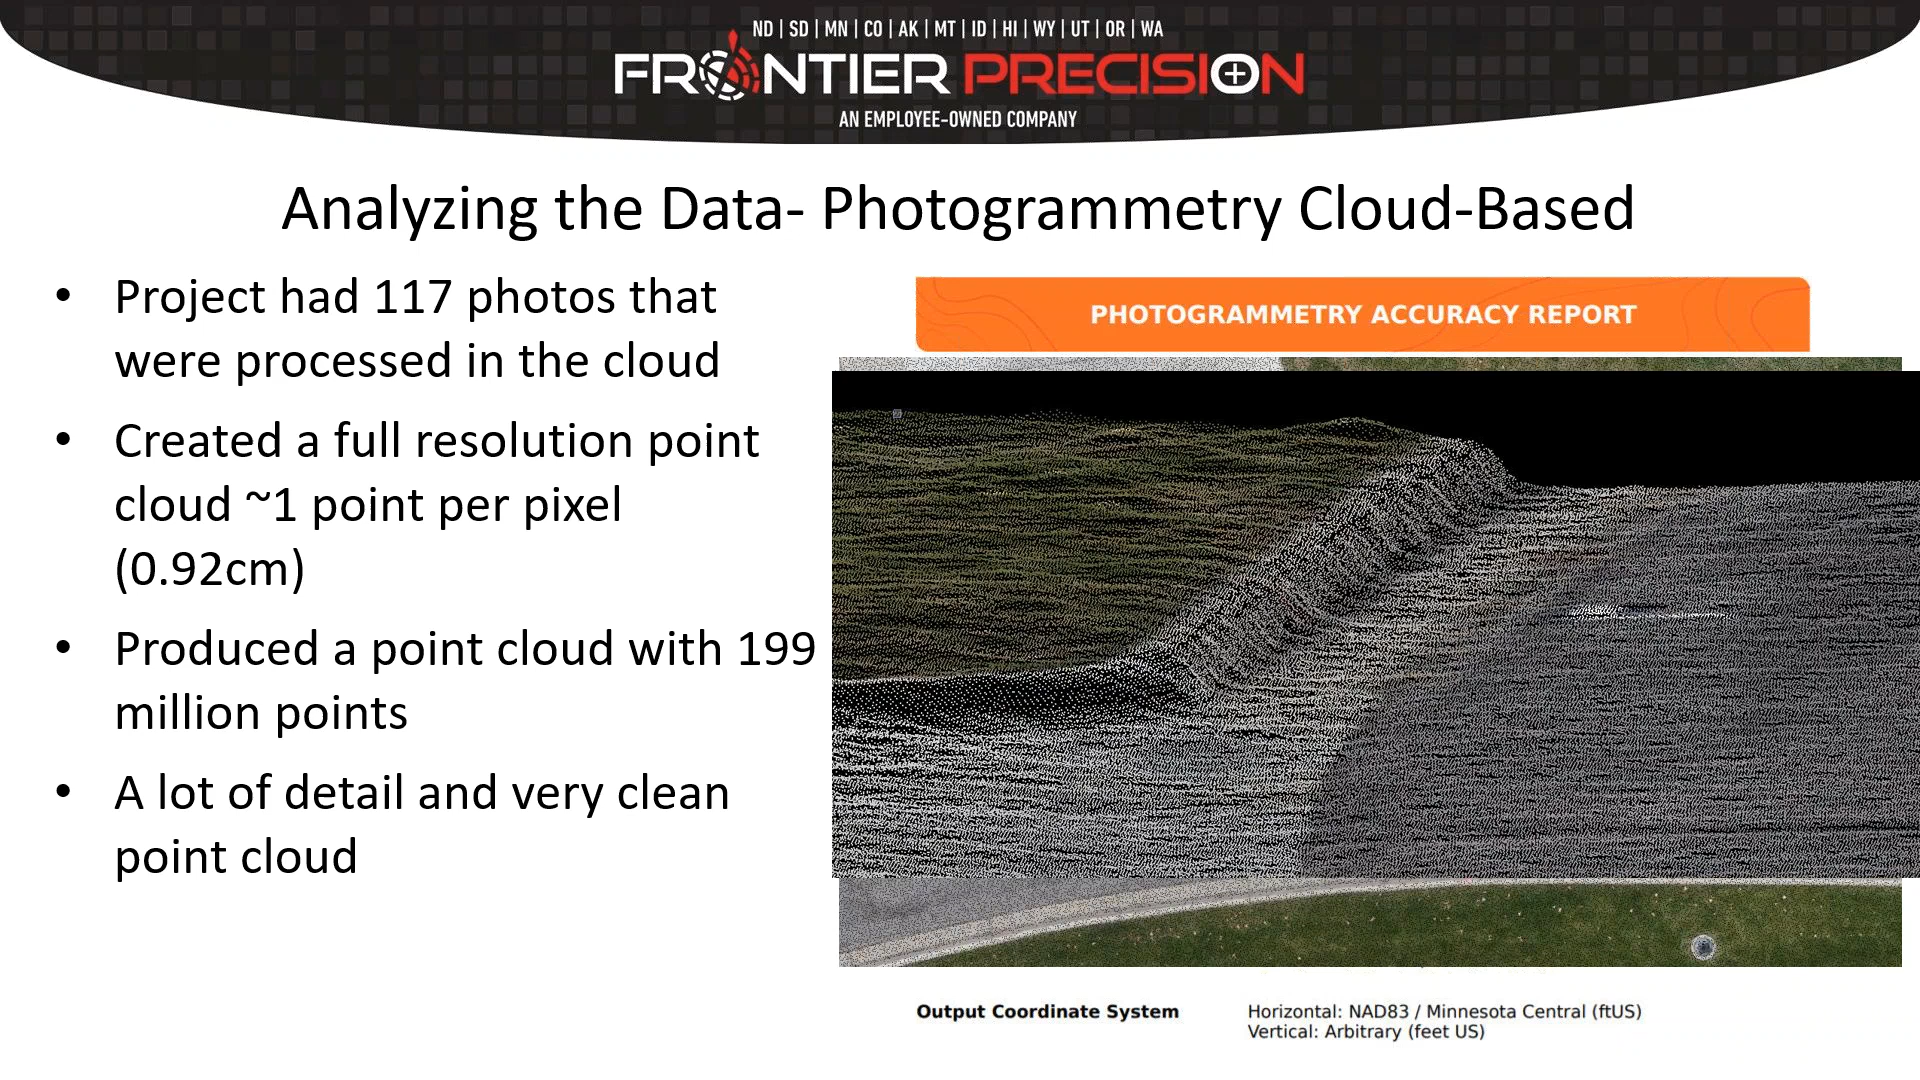 ND | SD | MN | CO | AK | MT | ID | HI | WY | UT | OR | WA
FRONTIER PRECISION
AN EMPLOYEE-OWNED COMPANY
Analyzing the Data- Photogrammetry Cloud-Based
• Project had 117 photos that
were processed in the cloud
• Created a full resolution point
cloud ~1 point per pixel
(0.92cm)
• Produced a point cloud with 199
million points
• A lot of detail and very clean
point cloud
PHOTOGRAMMETRY ACCURACY REPORT
Output Coordinate System
Horizontal: NAD83 / Minnesota Central (ftUS)
Vertical: Arbitrary (feet US)